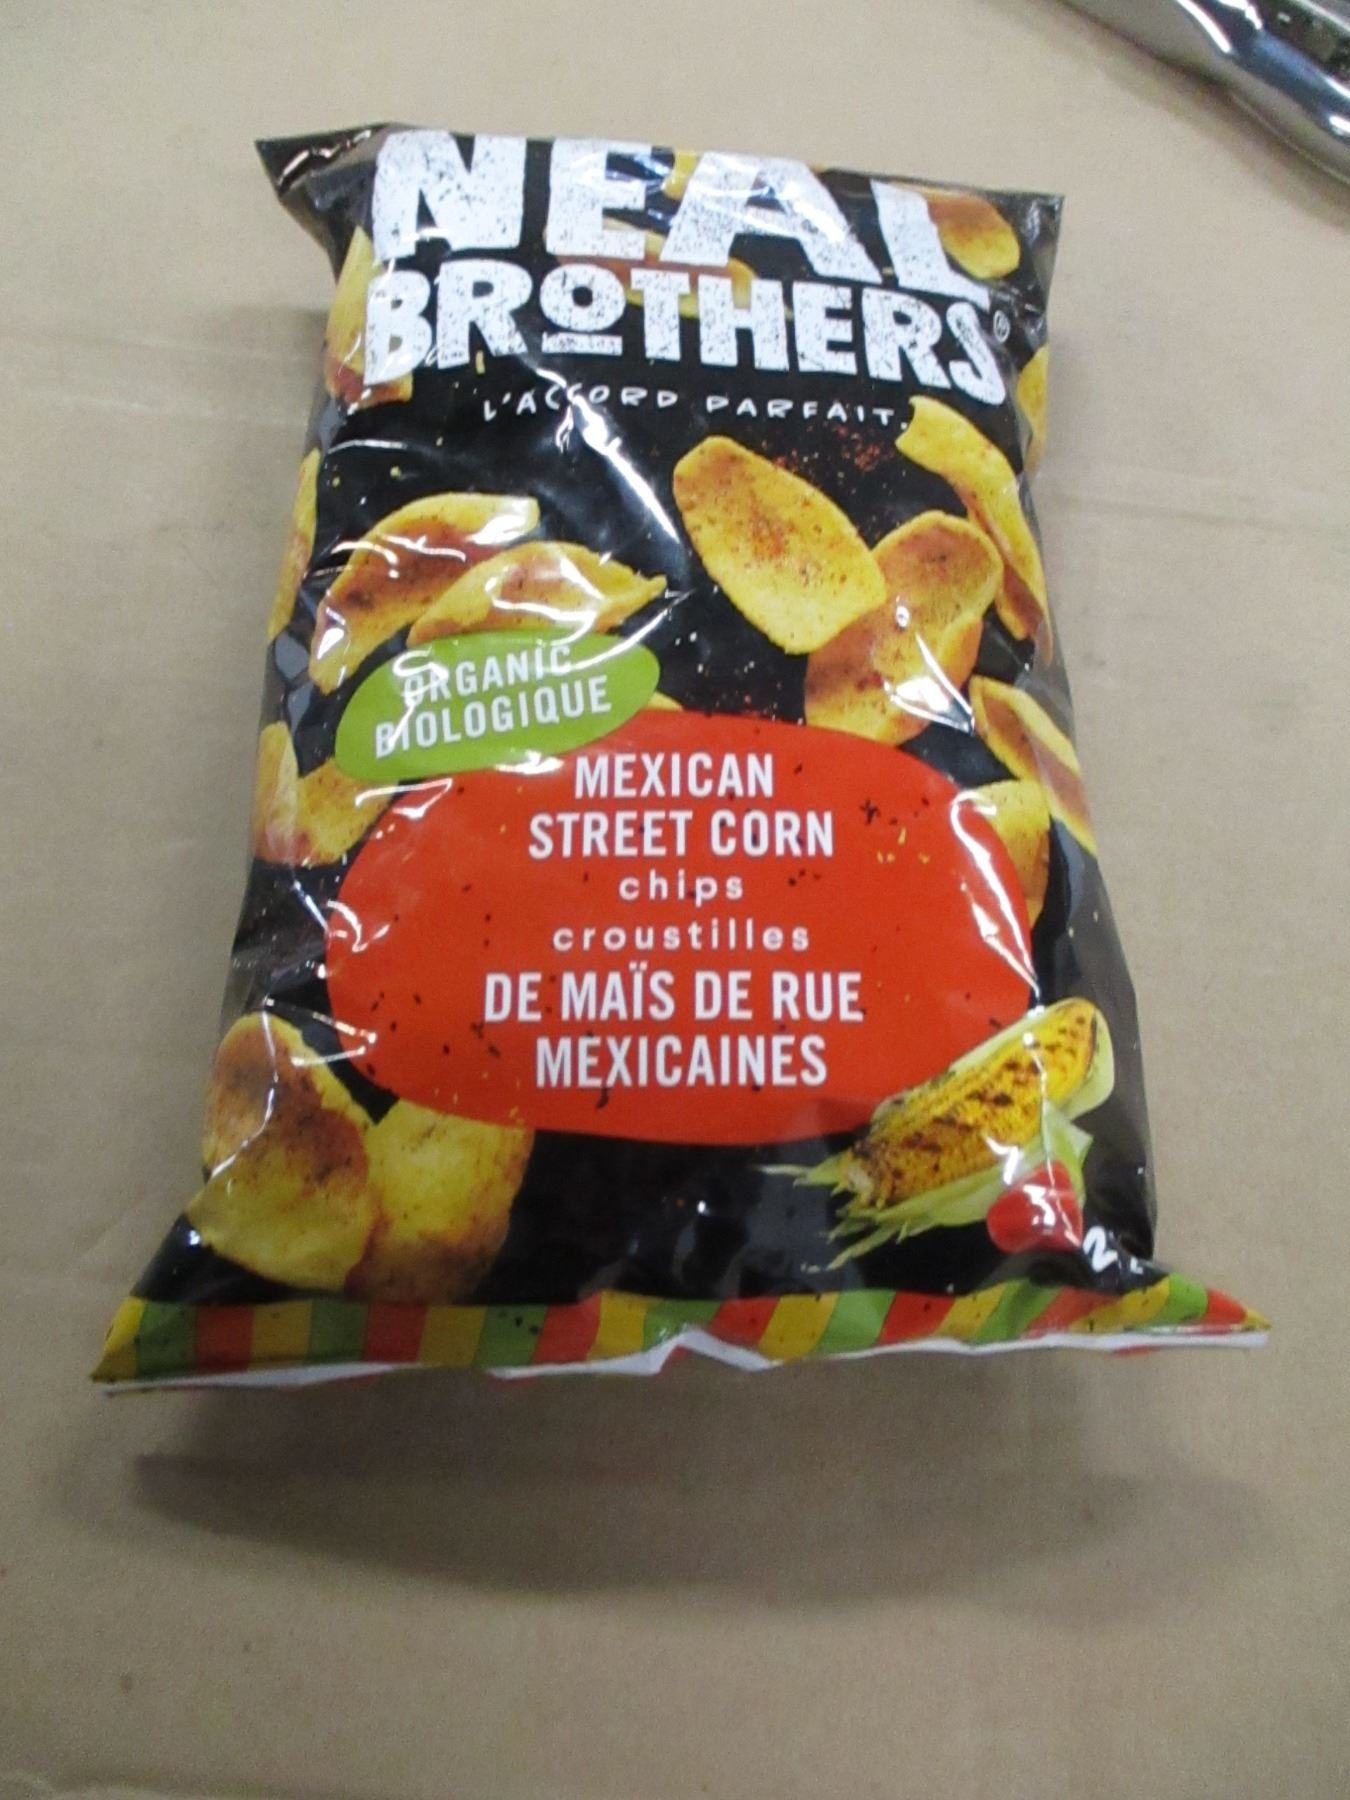 NEAL
BROTHERS®
L'ACCORD PARFAIT.
ORGANIC
BIOLOGIQUE
MEXICAN
STREET CORN
chips
croustilles
DE MAÏS DE RUE
MEXICAINES